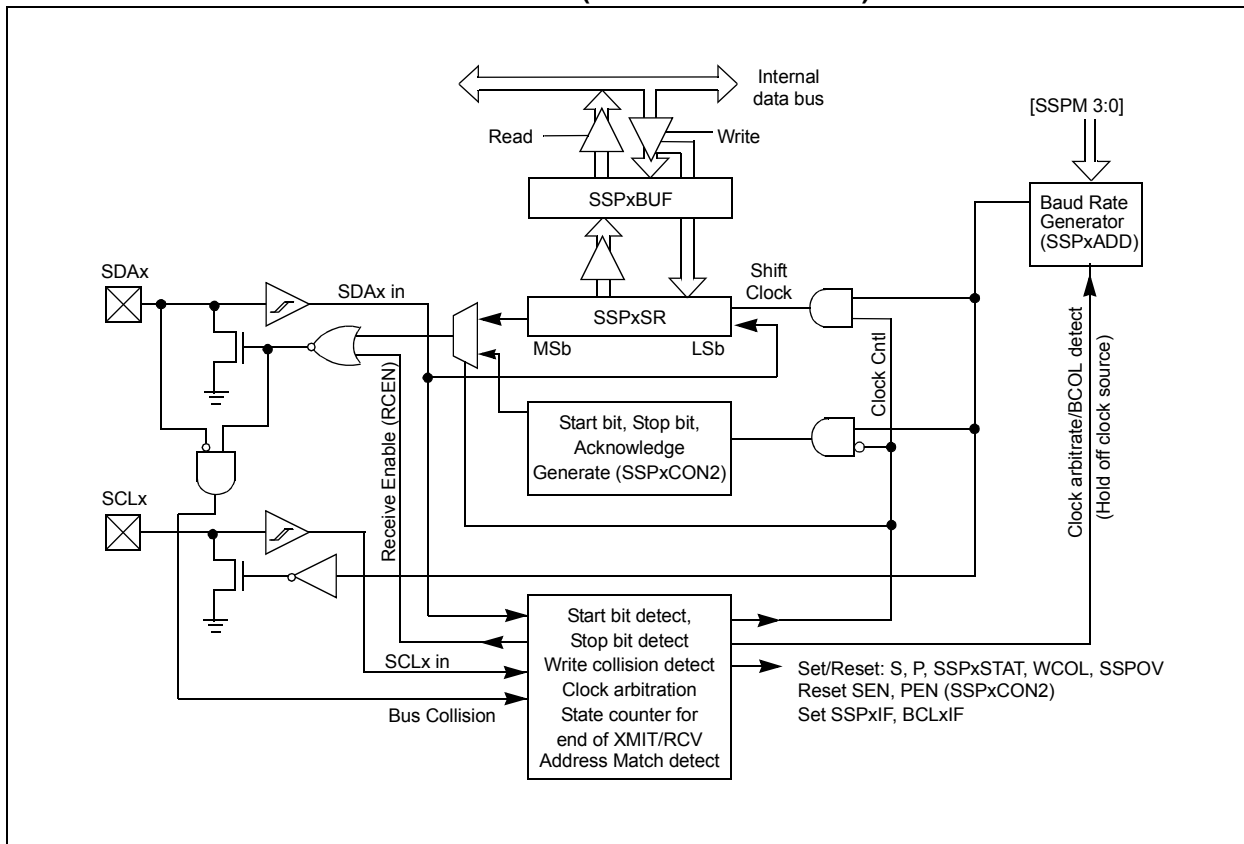 Internal
data bus
[SSPM 3:0]
Read
Write
SSPxBUF
Baud Rate
Generator
(SSPxADD)
SDAx
SDAx in
Shift
Clock
SSPxSR
MSb
LSb
Receive Enable (RCEN)
Clock Cntl
Clock arbitrate/BCOL detect
(Hold off clock source)
Start bit, Stop bit,
Acknowledge
Generate (SSPxCON2)
SCLx
SCLx in
Bus Collision
Start bit detect,
Stop bit detect
Write collision detect
Clock arbitration
State counter for
end of XMIT/RCV
Address Match detect
Set/Reset: S, P, SSPxSTAT, WCOL, SSPOV
Reset SEN, PEN (SSPxCON2)
Set SSPxIF, BCLxIF